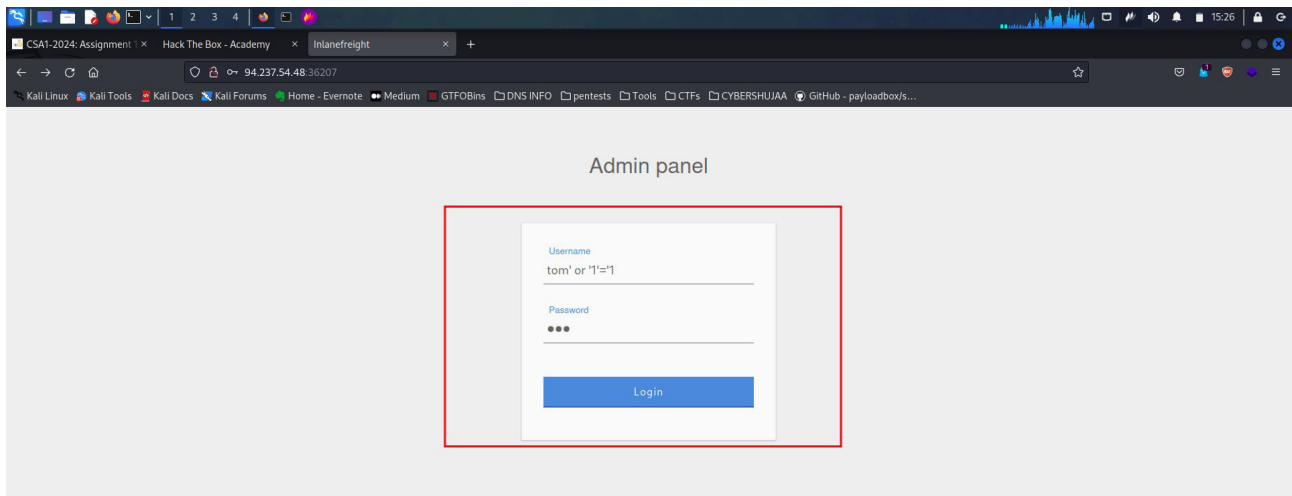 1 2 3 4 15:26
CSA1-2024: Assignment 1 Hack The Box - Academy Inlanefreight
94.237.54.48:36207
Kali Linux Kali Tools Kali Docs Kali Forums Home - Evernote Medium GTFOBins DNS INFO pentests Tools CTFs CYBERSHUJAA GitHub - payloadbox/s...
Admin panel
Username
tom' or '1'='1
Password
Login